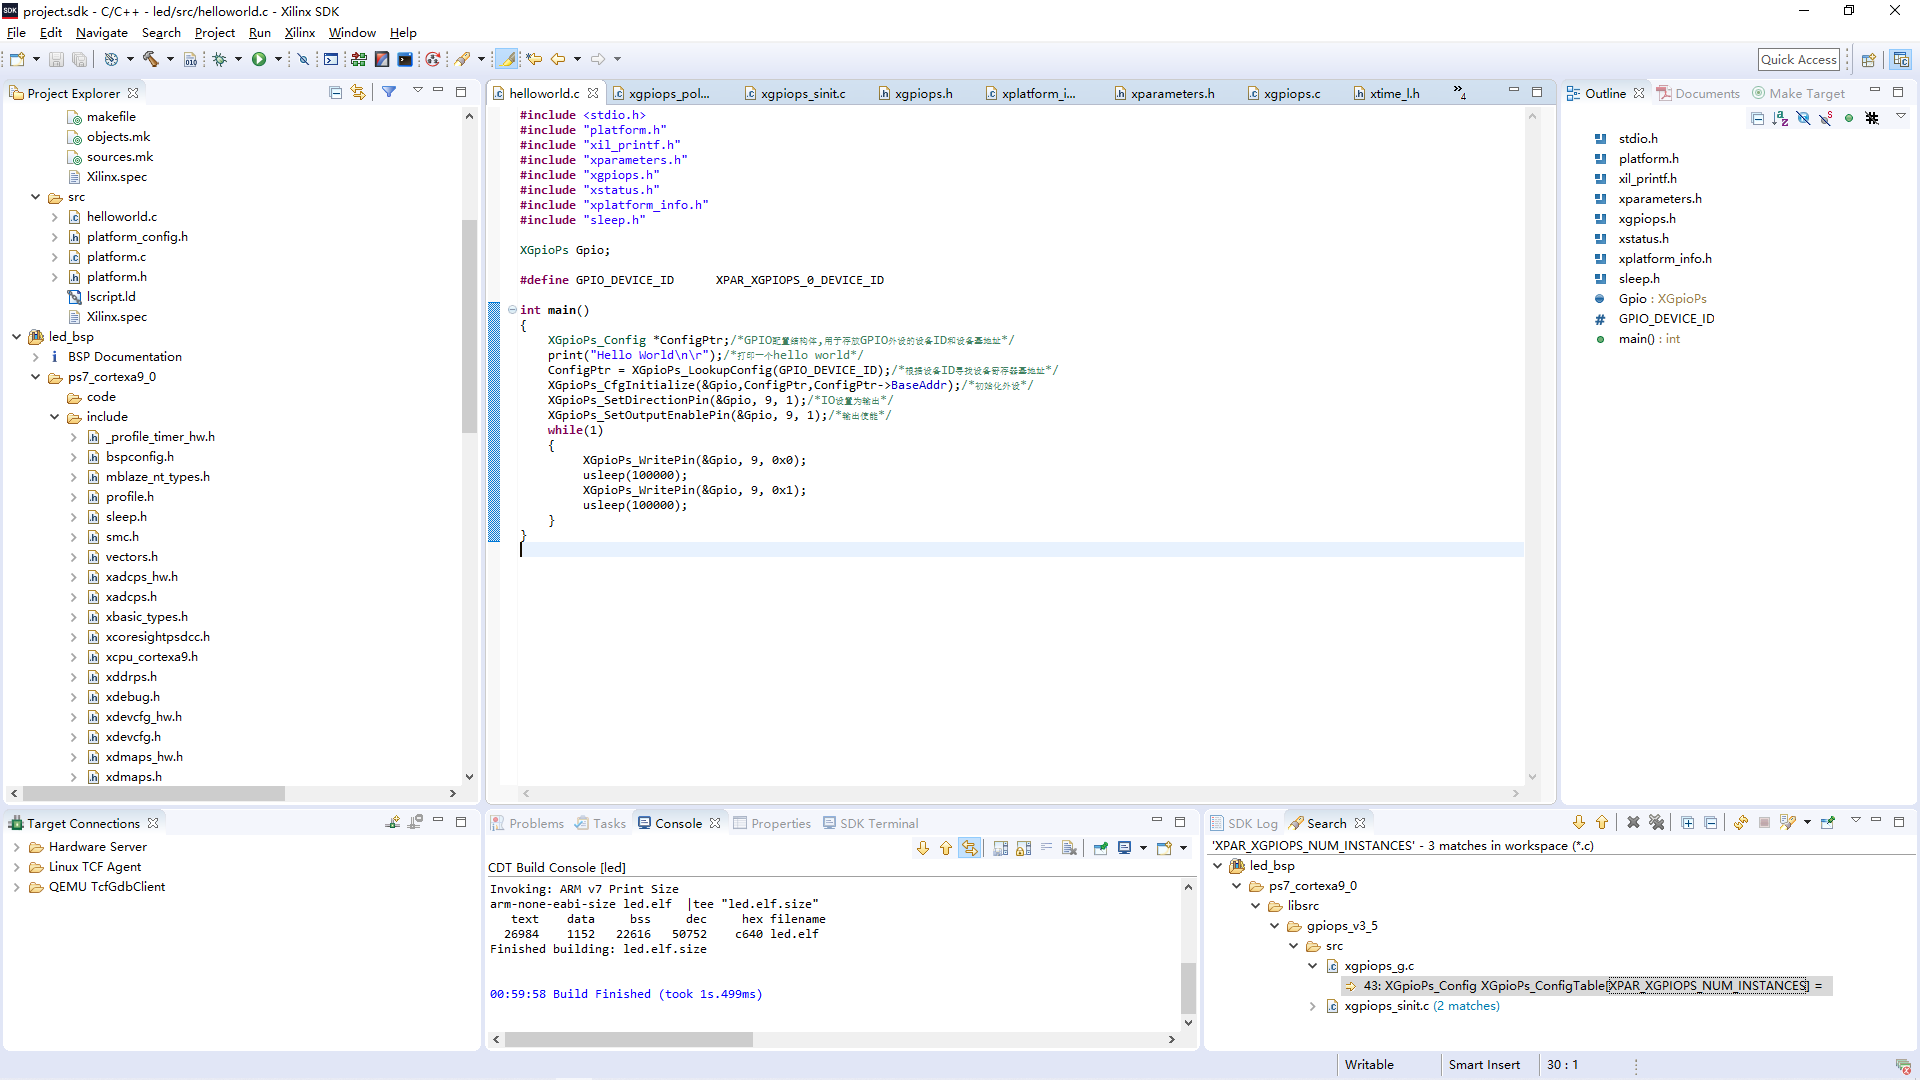 project.sdk - C/C++ - led/src/helloworld.c - Xilinx SDK
File Edit Navigate Search Project Run Xilinx Window Help
Quick Access
Project Explorer
makefile
objects.mk
sources.mk
Xilinx.spec
src
helloworld.c
platform_config.h
platform.c
platform.h
lscript.ld
Xilinx.spec
led_bsp
BSP Documentation
ps7_cortexa9_0
code
include
_profile_timer_hw.h
bspconfig.h
mblaze_nt_types.h
profile.h
sleep.h
smc.h
vectors.h
xadcps_hw.h
xadcps.h
xbasic_types.h
xcoresightpsdcc.h
xcpu_cortexa9.h
xddrps.h
xdebug.h
xdevcfg_hw.h
xdevcfg.h
xdmaps_hw.h
xdmaps.h
helloworld.c xgpiops_pol... xgpiops_sinit.c xgpiops.h xplatform_i... xparameters.h xgpiops.c xtime_l.h »4
#include <stdio.h>
#include "platform.h"
#include "xil_printf.h"
#include "xparameters.h"
#include "xgpiops.h"
#include "xstatus.h"
#include "xplatform_info.h"
#include "sleep.h"
XGpioPs Gpio;
#define GPIO_DEVICE_ID      XPAR_XGPIOPS_0_DEVICE_ID
int main()
{
    XGpioPs_Config *ConfigPtr;/*GPIO配置结构体,用于存放GPIO外设的设备ID和设备基地址*/
    print("Hello World\n\r");/*打印一个hello world*/
    ConfigPtr = XGpioPs_LookupConfig(GPIO_DEVICE_ID);/*根据设备ID寻找设备寄存器基地址*/
    XGpioPs_CfgInitialize(&Gpio,ConfigPtr,ConfigPtr->BaseAddr);/*初始化外设*/
    XGpioPs_SetDirectionPin(&Gpio, 9, 1);/*IO设置为输出*/
    XGpioPs_SetOutputEnablePin(&Gpio, 9, 1);/*输出使能*/
    while(1)
    {
         XGpioPs_WritePin(&Gpio, 9, 0x0);
         usleep(100000);
         XGpioPs_WritePin(&Gpio, 9, 0x1);
         usleep(100000);
    }
}
Outline Documents Make Target
stdio.h
platform.h
xil_printf.h
xparameters.h
xgpiops.h
xstatus.h
xplatform_info.h
sleep.h
Gpio : XGpioPs
GPIO_DEVICE_ID
main() : int
Target Connections
Hardware Server
Linux TCF Agent
QEMU TcfGdbClient
Problems Tasks Console Properties SDK Terminal
CDT Build Console [led]
Invoking: ARM v7 Print Size
arm-none-eabi-size led.elf  |tee "led.elf.size"
   text    data     bss     dec     hex filename
  26984    1152   22616   50752    c640 led.elf
Finished building: led.elf.size
00:59:58 Build Finished (took 1s.499ms)
SDK Log Search
'XPAR_XGPIOPS_NUM_INSTANCES' - 3 matches in workspace (*.c)
led_bsp
ps7_cortexa9_0
libsrc
gpiops_v3_5
src
xgpiops_g.c
43: XGpioPs_Config XGpioPs_ConfigTable[XPAR_XGPIOPS_NUM_INSTANCES] =
xgpiops_sinit.c (2 matches)
Writable Smart Insert 30 : 1